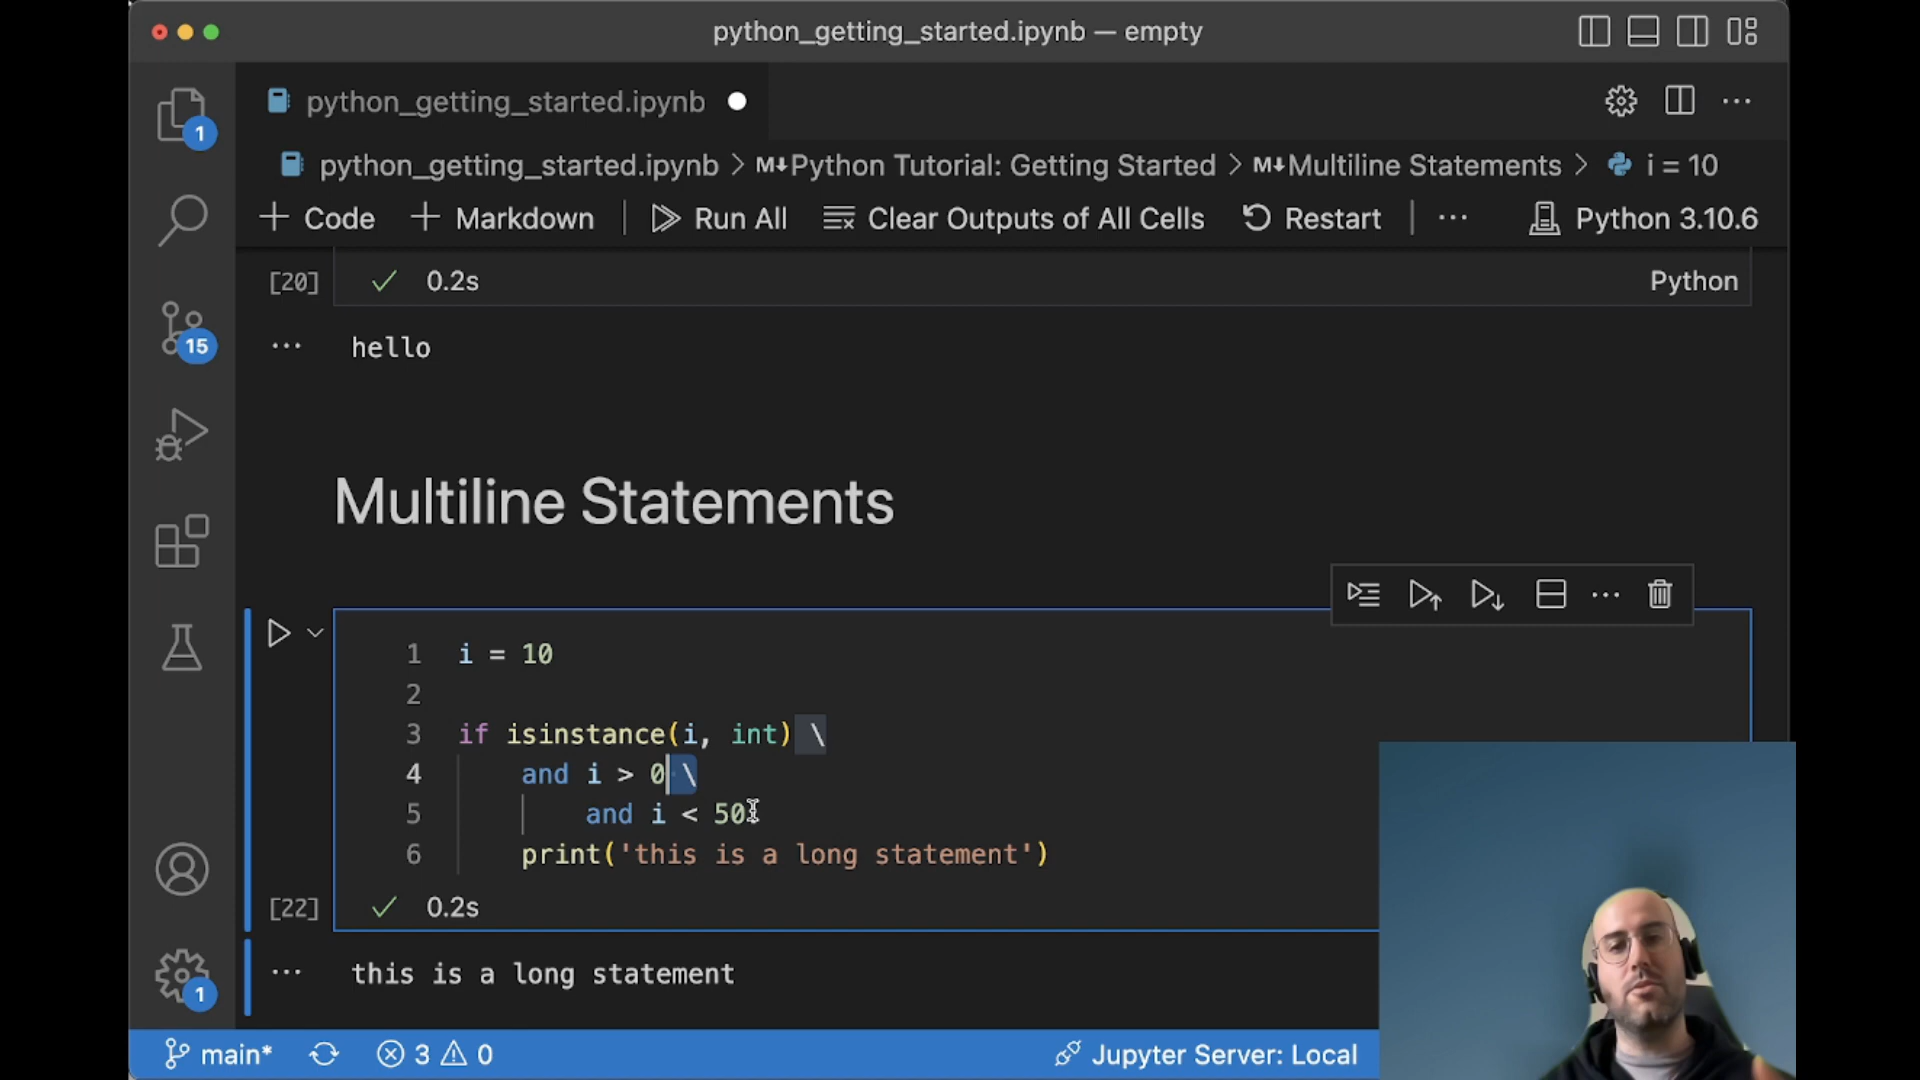 python_getting_started.ipynb — empty
python_getting_started.ipynb
1
python_getting_started.ipynb > M↓Python Tutorial: Getting Started > M↓Multiline Statements > i = 10
+ Code + Markdown Run All Clear Outputs of All Cells Restart ... Python 3.10.6
[20] ✓ 0.2s Python
15
... hello
Multiline Statements
1 i = 10
2
3 if isinstance(i, int) \
4 and i > 0 \
5 and i < 50:
6 print('this is a long statement')
[22] ✓ 0.2s
... this is a long statement
1
main* 3 0 Jupyter Server: Local